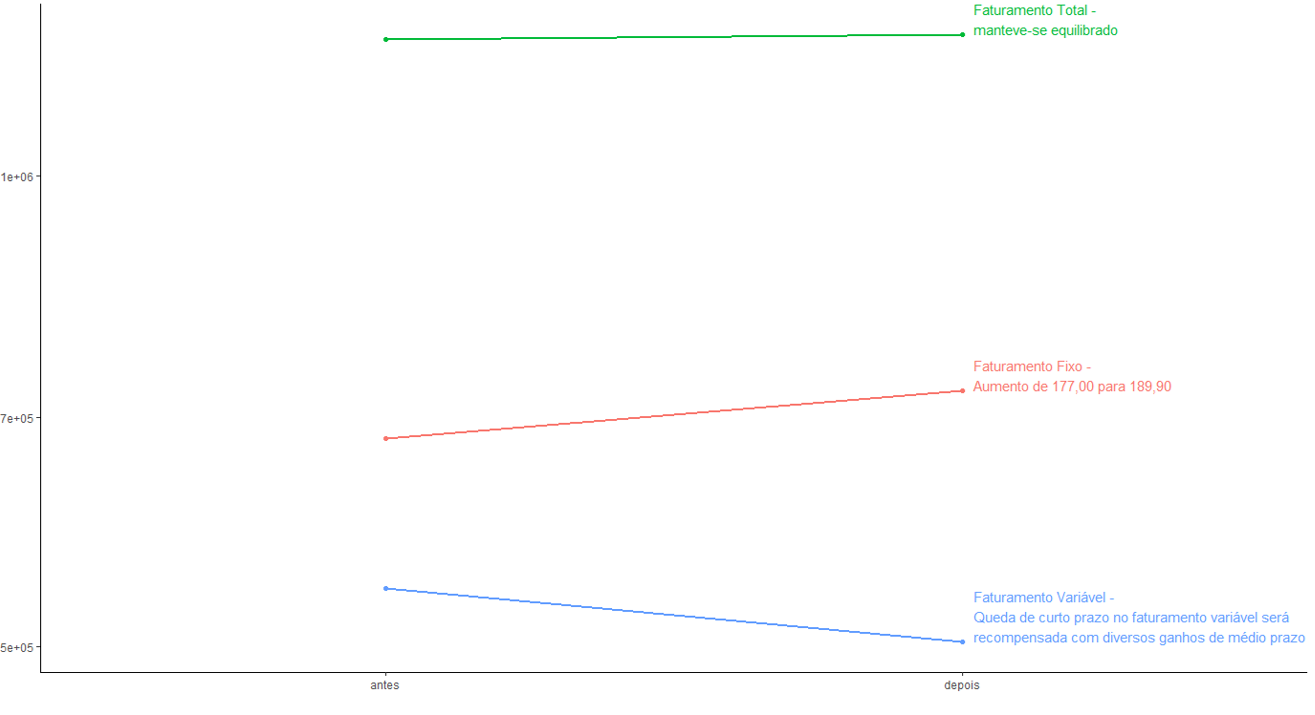 Faturamento Total -
manteve-se equilibrado
1e+06
Faturamento Fixo -
Aumento de 177,00 para 189,90
7e+05
Faturamento Variável -
Queda de curto prazo no faturamento variável será
recompensada com diversos ganhos de médio prazo
5e+05
antes
depois